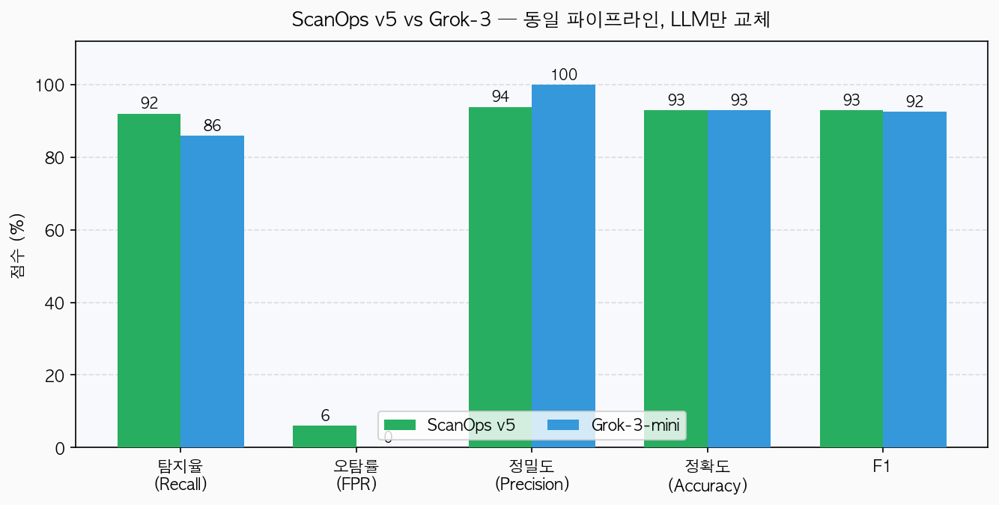 ScanOps v5 vs Grok-3 — 동일 파이프라인, LLM만 교체
점수 (%)
100
80
60
40
20
0
92
86
6
0
94
100
93
93
93
92
ScanOps v5
Grok-3-mini
탐지율
(Recall)
오탐률
(FPR)
정밀도
(Precision)
정확도
(Accuracy)
F1